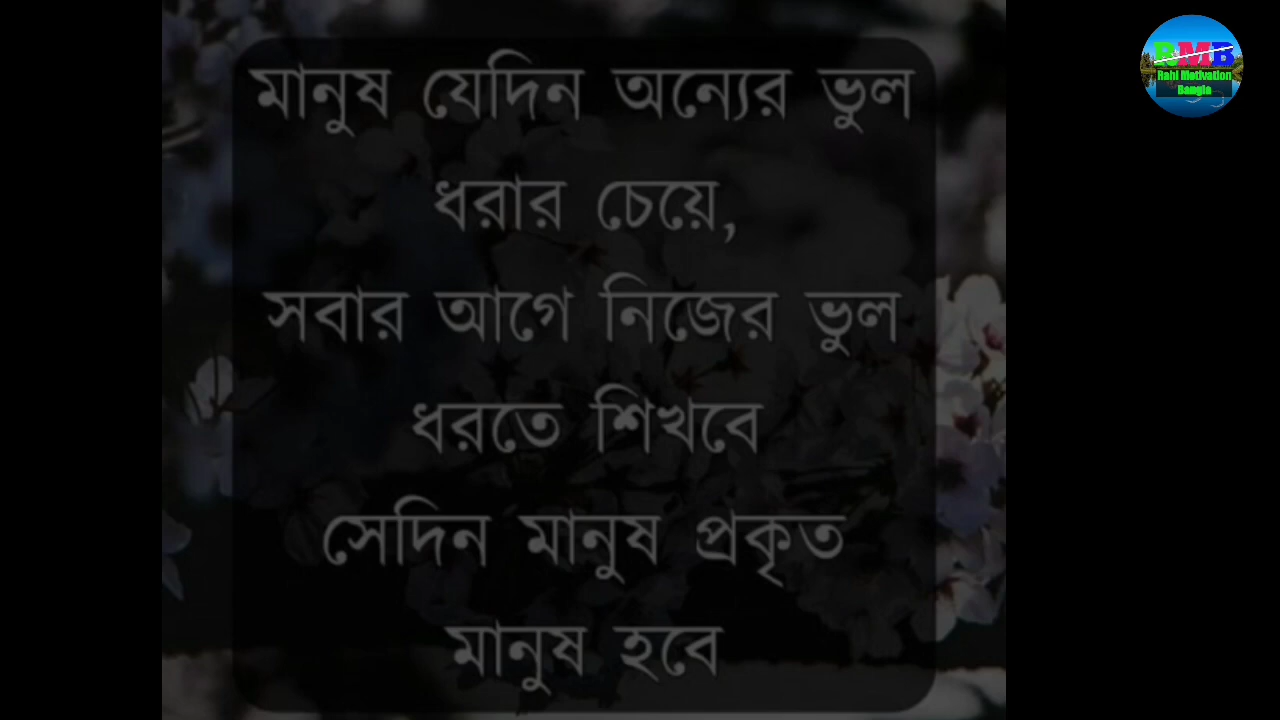 মানুষ যেদিন অন্যের ভুল
ধরার চেয়ে,
সবার আগে নিজের ভুল
ধরতে শিখবে
সেদিন মানুষ প্রকৃত
মানুষ হবে
RMB
Rahi Motivation
Bangla